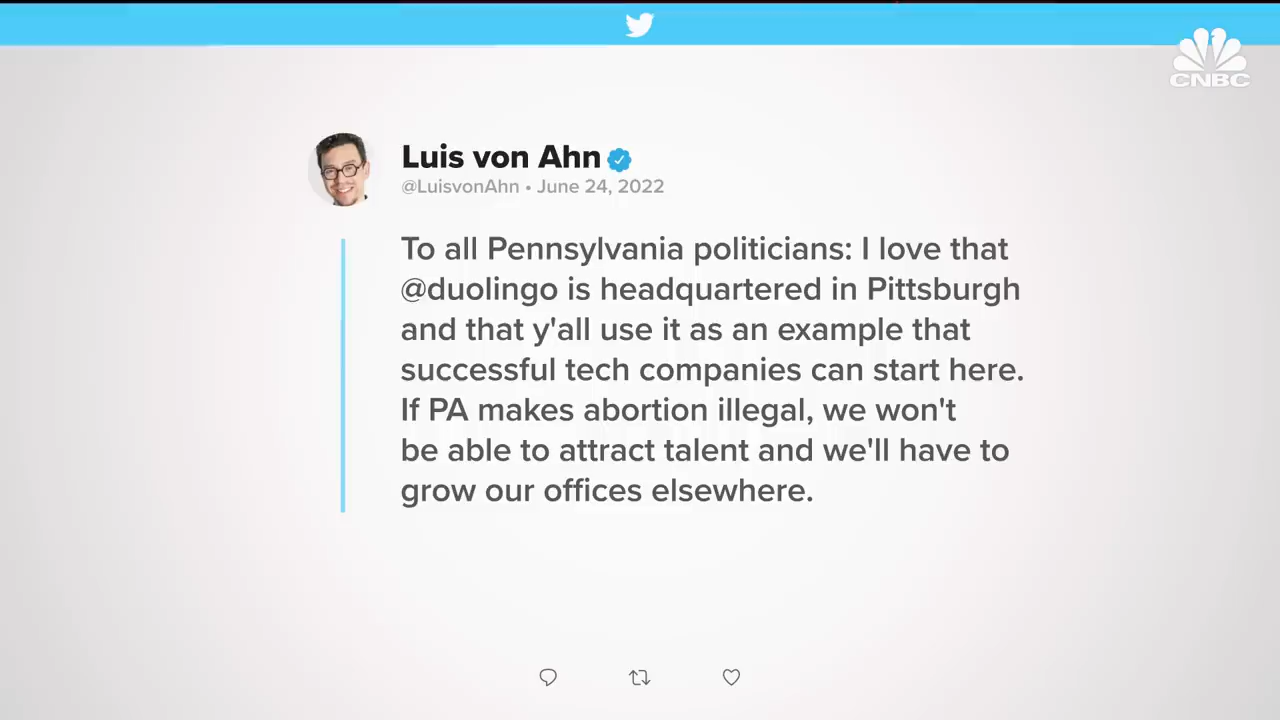 CNBC
Luis von Ahn
@LuisvonAhn • June 24, 2022
To all Pennsylvania politicians: I love that
@duolingo is headquartered in Pittsburgh
and that y'all use it as an example that
successful tech companies can start here.
If PA makes abortion illegal, we won't
be able to attract talent and we'll have to
grow our offices elsewhere.